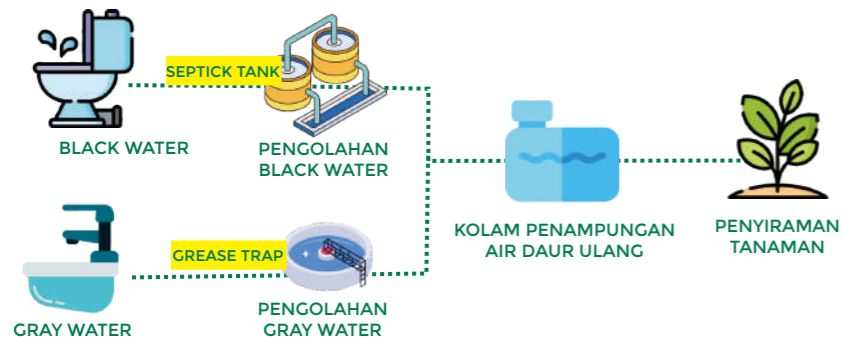 SEPTICK TANK
BLACK WATER
PENGOLAHAN
BLACK WATER
GREASE TRAP
GRAY WATER
PENGOLAHAN
GRAY WATER
KOLAM PENAMPUNGAN
AIR DAUR ULANG
PENYIRAMAN
TANAMAN